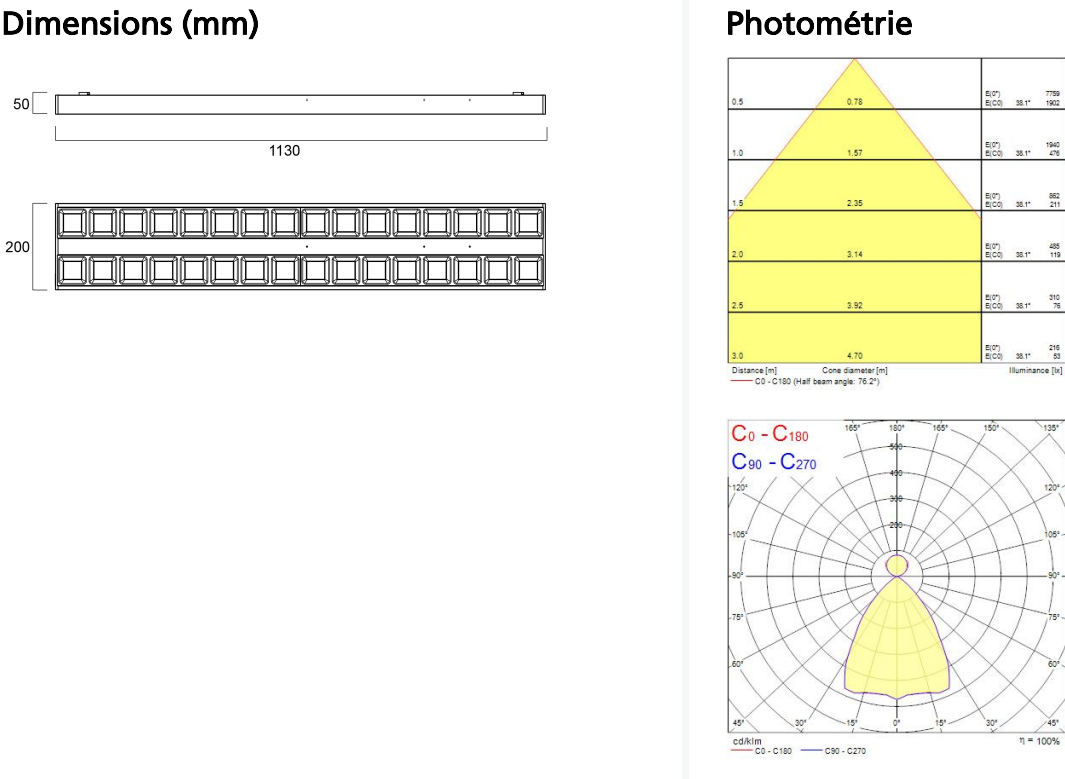 Dimensions (mm)
50
1130
200
Photométrie
0.5 0.78 E(0°) 7759
E(C0) 38.1° 1902
1.0 1.57 E(0°) 1940
E(C0) 38.1° 476
1.5 2.35 E(0°) 862
E(C0) 38.1° 211
2.0 3.14 E(0°) 485
E(C0) 38.1° 119
2.5 3.92 E(0°) 310
E(C0) 38.1° 76
3.0 4.70 E(0°) 216
E(C0) 38.1° 53
Distance [m] Cone diameter [m] Illuminance [lx]
C0 - C180 (Half beam angle: 76.2°)
C0 - C180
C90 - C270
165° 180° 165° 150° 135°
500
400
120° 120°
300
200
105° 105°
90° 90°
75° 75°
60° 60°
45° 30° 15° 0° 15° 30° 45°
cd/klm η = 100%
C0 - C180 C90 - C270